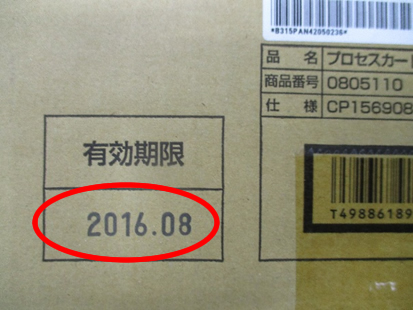 *B315PAN42050236*
品名 プロセスカー
商品番号 0805110
仕様 CP156908
有効期限
2016.08
T49886189